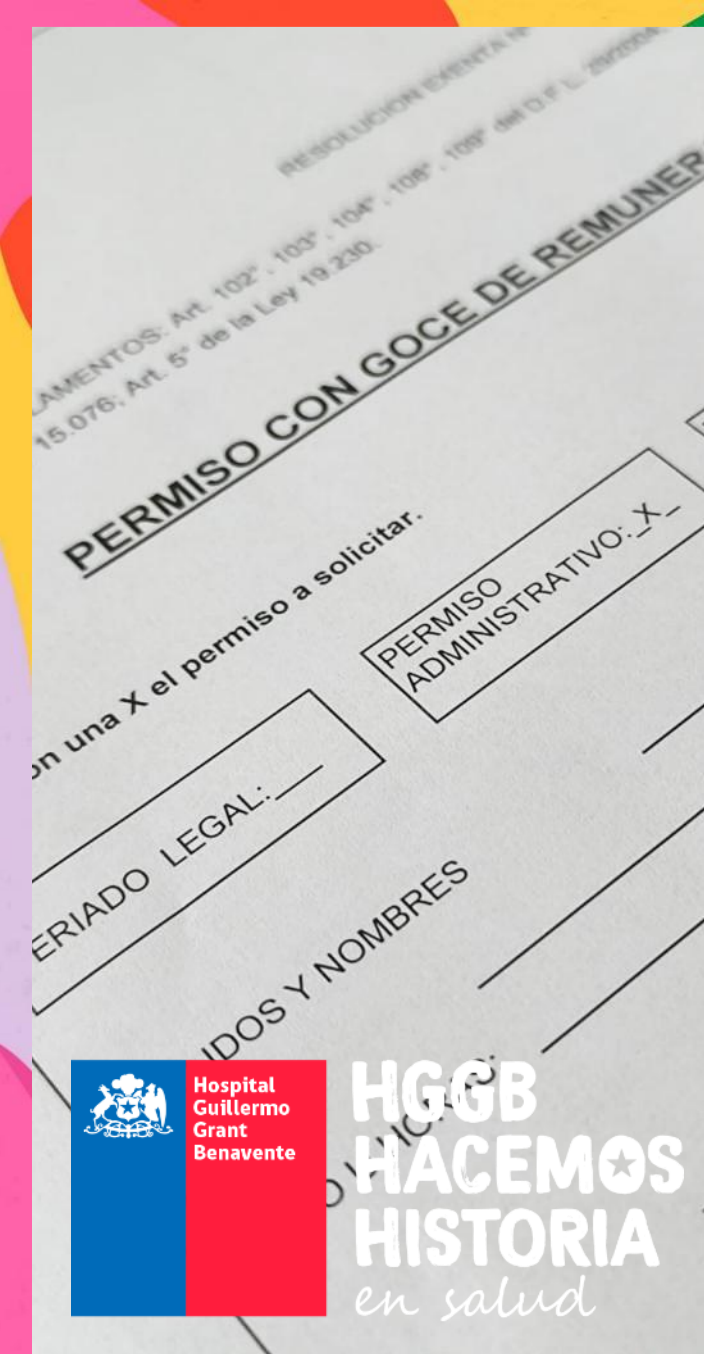 RESOLUCION EXENTA N
LAMENTOS: Art. 102°, 103°, 104°, 108°, 109° del D.F.L. 29/2004
15.076; Art. 5° de la Ley 19.230.
PERMISO CON GOCE DE REMUNER
on una X el permiso a solicitar.
ERIADO LEGAL:___
PERMISO
ADMINISTRATIVO:_X_
IDOS Y NOMBRES
Hospital
Guillermo
Grant
Benavente
HGGB
HACEMOS
HISTORIA
en salud